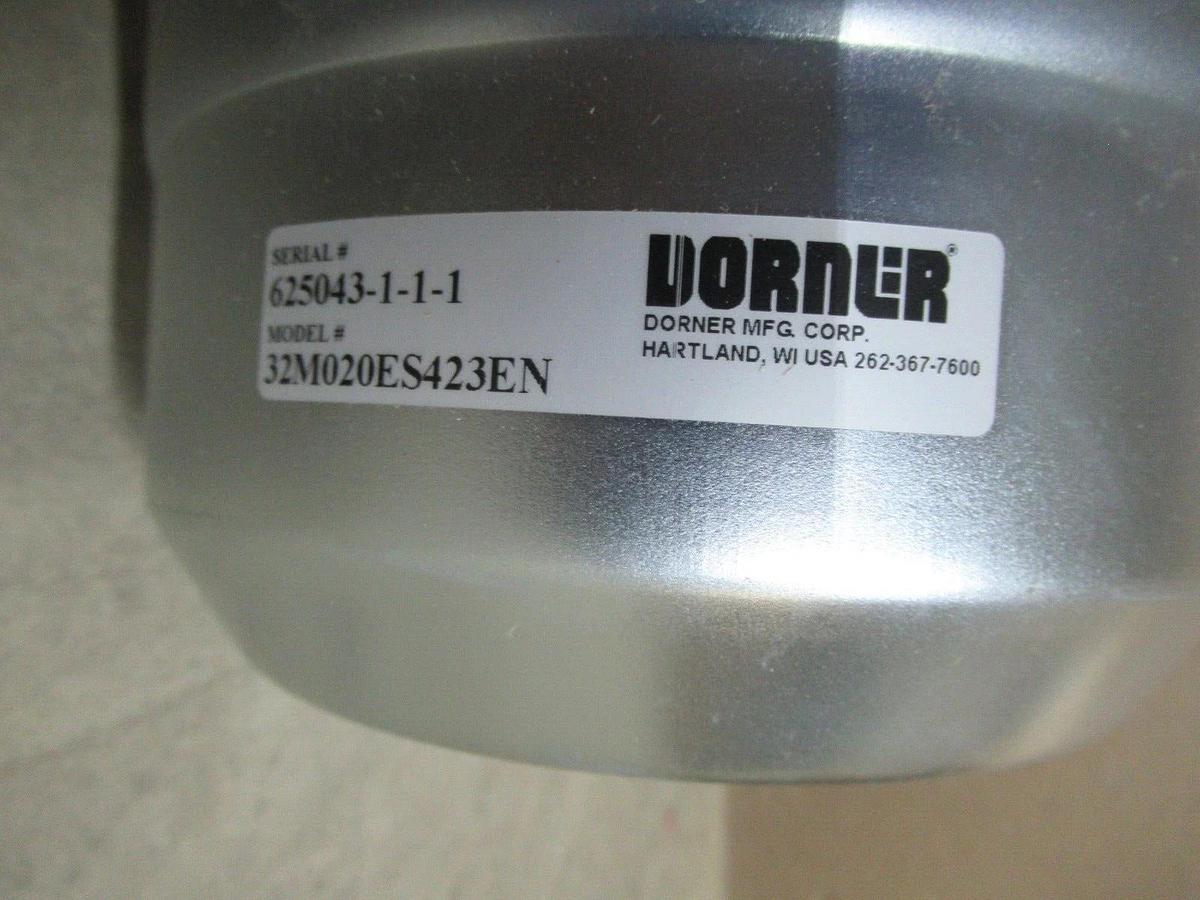 SERIAL #
625043-1-1-1
MODEL #
32M020ES423EN
DORNER®
DORNER MFG. CORP.
HARTLAND, WI USA 262-367-7600